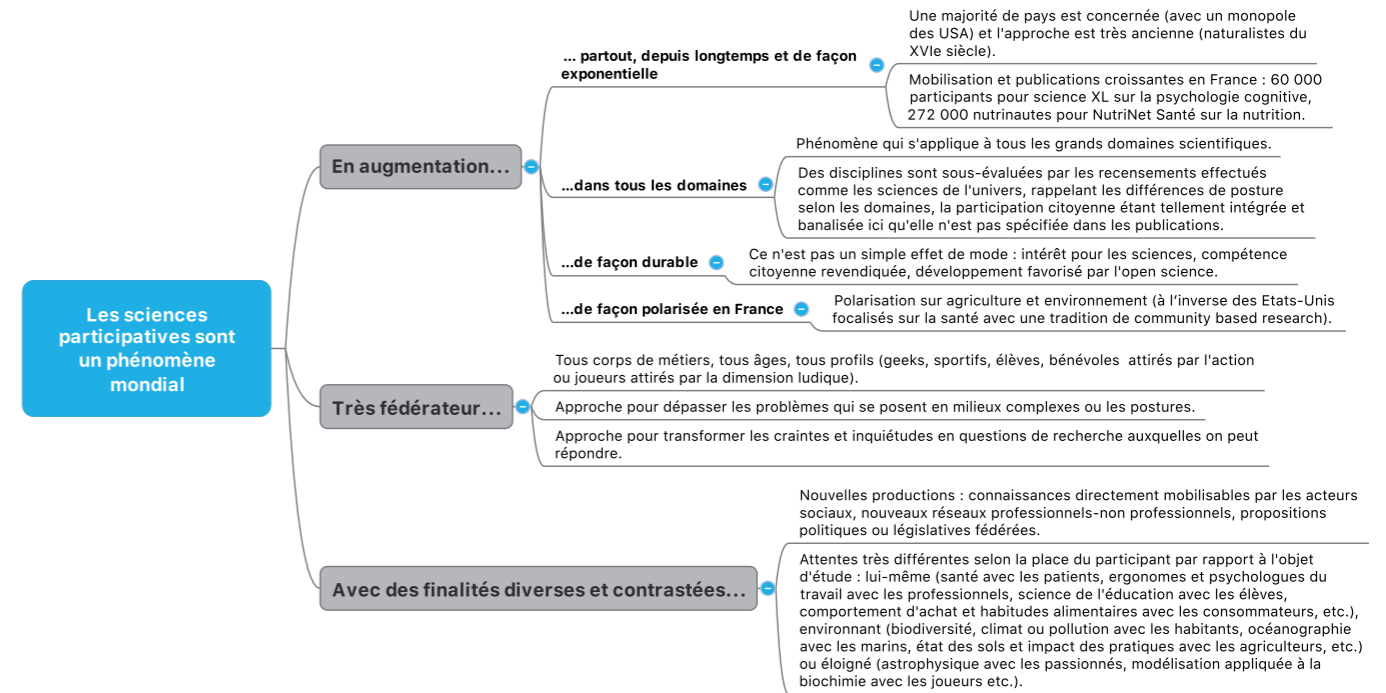 Les sciences
participatives sont
un phénomène
mondial
En augmentation...
... partout, depuis longtemps et de façon
exponentielle
Une majorité de pays est concernée (avec un monopole
des USA) et l'approche est très ancienne (naturalistes du
XVIe siècle).
Mobilisation et publications croissantes en France : 60 000
participants pour science XL sur la psychologie cognitive,
272 000 nutrinautes pour NutriNet Santé sur la nutrition.
...dans tous les domaines
Phénomène qui s'applique à tous les grands domaines scientifiques.
Des disciplines sont sous-évaluées par les recensements effectués
comme les sciences de l'univers, rappelant les différences de posture
selon les domaines, la participation citoyenne étant tellement intégrée et
banalisée ici qu'elle n'est pas spécifiée dans les publications.
...de façon durable
Ce n'est pas un simple effet de mode : intérêt pour les sciences, compétence
citoyenne revendiquée, développement favorisé par l'open science.
...de façon polarisée en France
Polarisation sur agriculture et environnement (à l’inverse des Etats-Unis
focalisés sur la santé avec une tradition de community based research).
Très fédérateur...
Tous corps de métiers, tous âges, tous profils (geeks, sportifs, élèves, bénévoles  attirés par l'action
ou joueurs attirés par la dimension ludique).
Approche pour dépasser les problèmes qui se posent en milieux complexes ou les postures.
Approche pour transformer les craintes et inquiétudes en questions de recherche auxquelles on peut
répondre.
Avec des finalités diverses et contrastées...
Nouvelles productions : connaissances directement mobilisables par les acteurs
sociaux, nouveaux réseaux professionnels-non professionnels, propositions
politiques ou législatives fédérées.
Attentes très différentes selon la place du participant par rapport à l'objet
d'étude : lui-même (santé avec les patients, ergonomes et psychologues du
travail avec les professionnels, science de l'éducation avec les élèves,
comportement d'achat et habitudes alimentaires avec les consommateurs, etc.),
environnant (biodiversité, climat ou pollution avec les habitants, océanographie
avec les marins, état des sols et impact des pratiques avec les agriculteurs, etc.)
ou éloigné (astrophysique avec les passionnés, modélisation appliquée à la
biochimie avec les joueurs etc.).